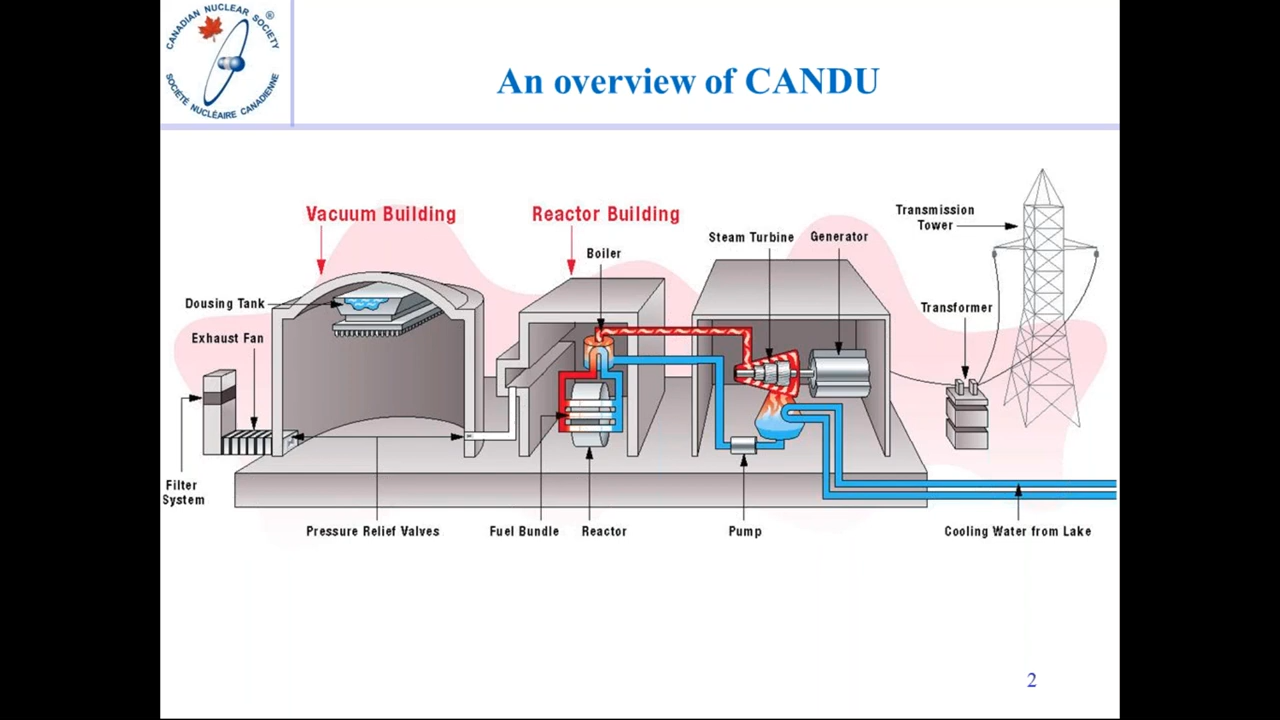 CANADIAN NUCLEAR SOCIETY ®
SOCIÉTÉ NUCLÉAIRE CANADIENNE
An overview of CANDU
Vacuum Building
Reactor Building
Boiler
Steam Turbine
Generator
Transmission
Tower
Dousing Tank
Exhaust Fan
Transformer
Filter
System
Pressure Relief Valves
Fuel Bundle
Reactor
Pump
Cooling Water from Lake
2